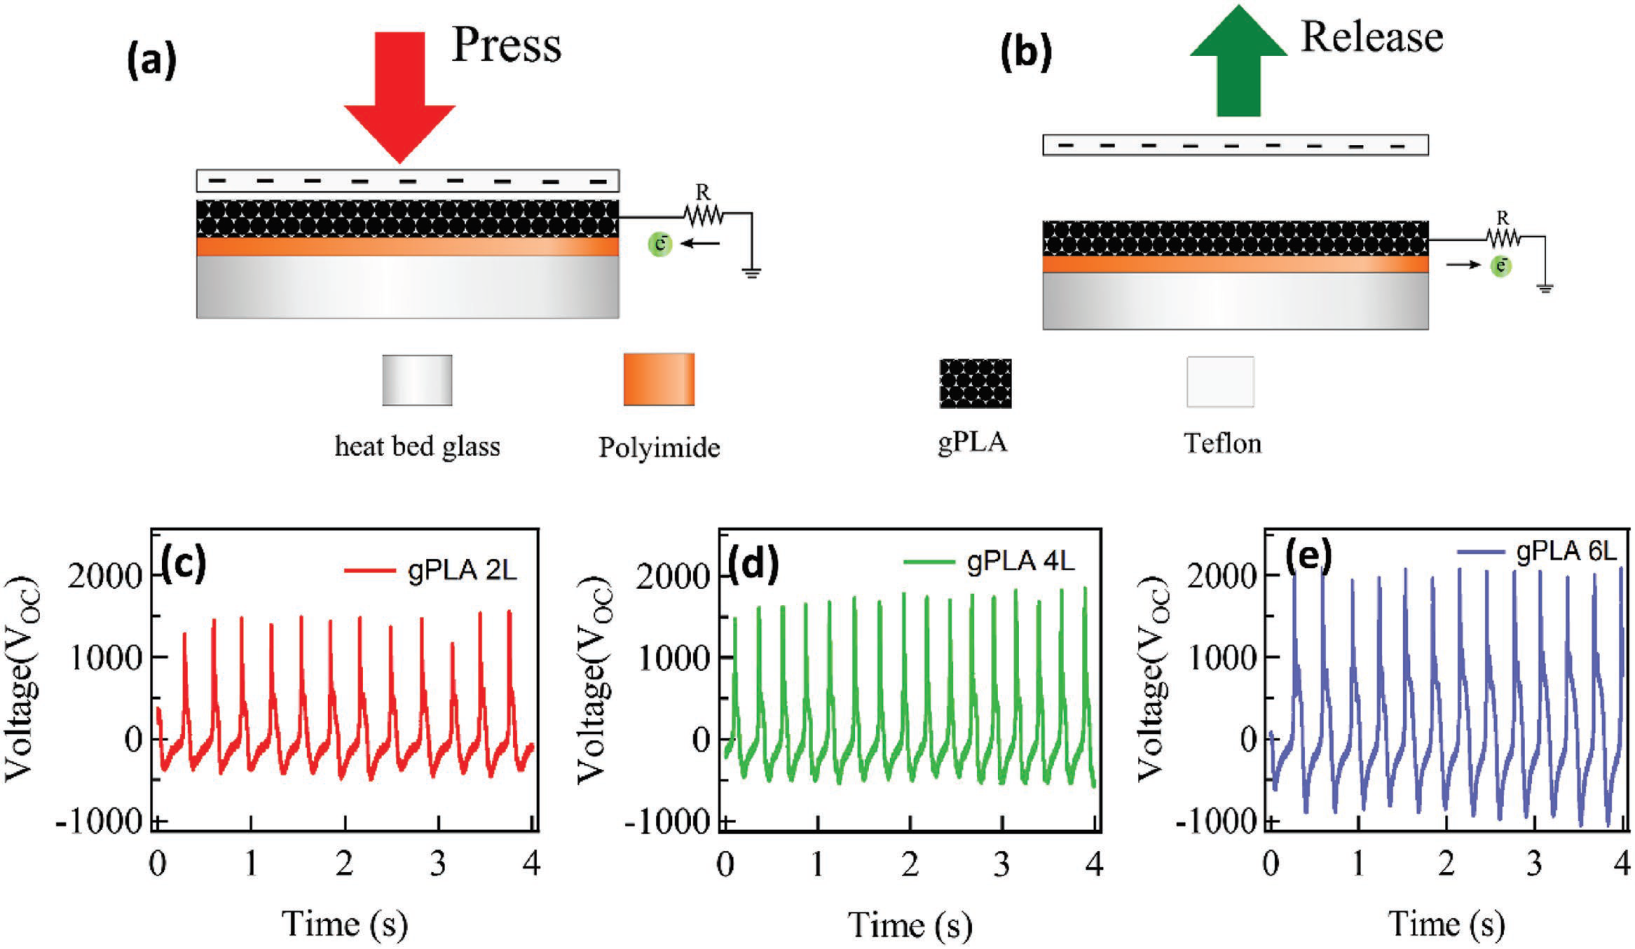 (a)
Press
(b)
Release
R
e-
R
e-
heat bed glass
Polyimide
gPLA
Teflon
(c)
gPLA 2L
Voltage(VOC)
2000
1000
0
-1000
0 1 2 3 4
Time (s)
(d)
gPLA 4L
Voltage(VOC)
2000
1000
0
-1000
0 1 2 3 4
Time (s)
(e)
gPLA 6L
Voltage(VOC)
2000
1000
0
-1000
0 1 2 3 4
Time (s)